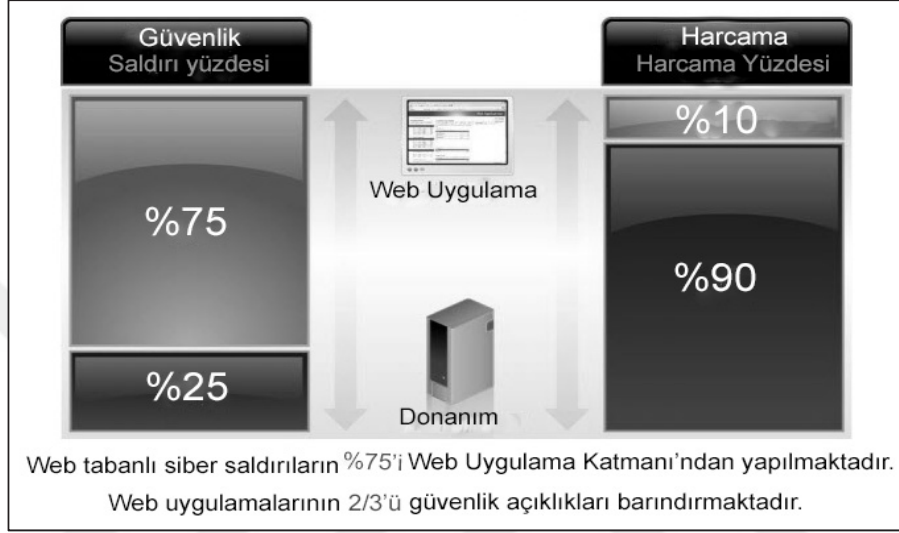 Güvenlik
Saldırı yüzdesi
Harcama
Harcama Yüzdesi
%10
Web Uygulama
%75
%90
%25
Donanım
Web tabanlı siber saldırıların %75'i Web Uygulama Katmanı'ndan yapılmaktadır.
Web uygulamalarının 2/3'ü güvenlik açıklıkları barındırmaktadır.